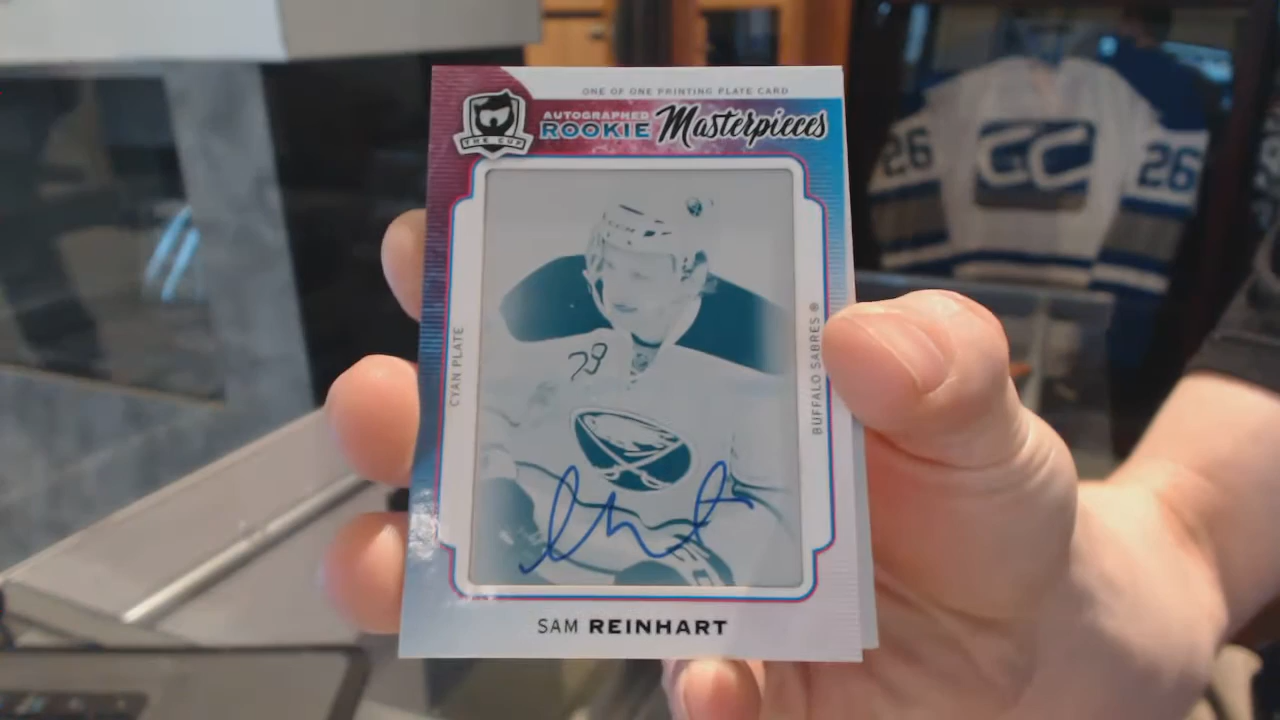 ONE OF ONE PRINTING PLATE CARD
THE CUP
AUTOGRAPHED
ROOKIE Masterpieces
CYAN PLATE
BUFFALO SABRES ®
SAM REINHART
26
CC
26